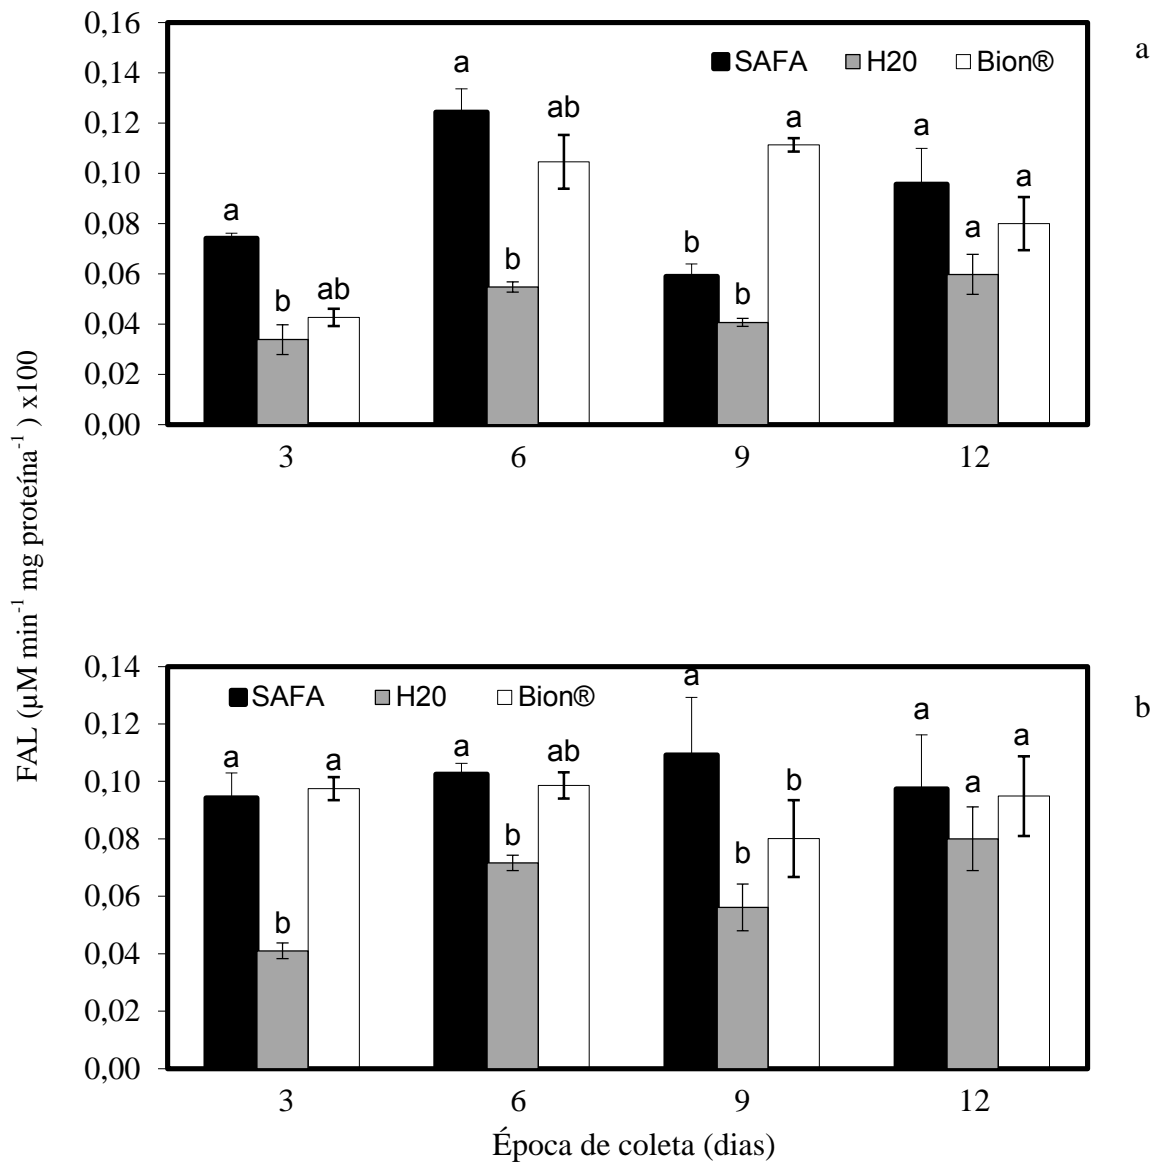 a
0,16
SAFA H20 Bion®
0,14
a
0,12
ab
a
a
0,10
a
0,08
a
a
b
b
0,06
b
ab
b
0,04
0,02
0,00
3 6 9 12
FAL (µM min⁻¹ mg proteína⁻¹ ) x100
b
0,14
SAFA H20 Bion®
a
0,12
a
a
a
a
a
ab
0,10
b
a
0,08
b
b
0,06
b
0,04
0,02
0,00
3 6 9 12
Época de coleta (dias)